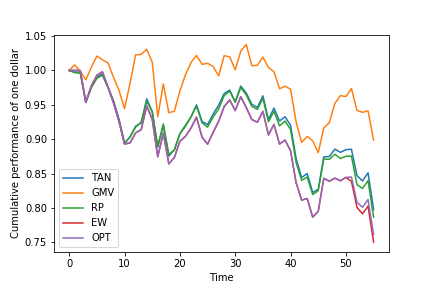 1.05
1.00
0.95
0.90
0.85
0.80
0.75
Cumulative performance of one dollar
TAN
GMV
RP
EW
OPT
0 10 20 30 40 50
Time